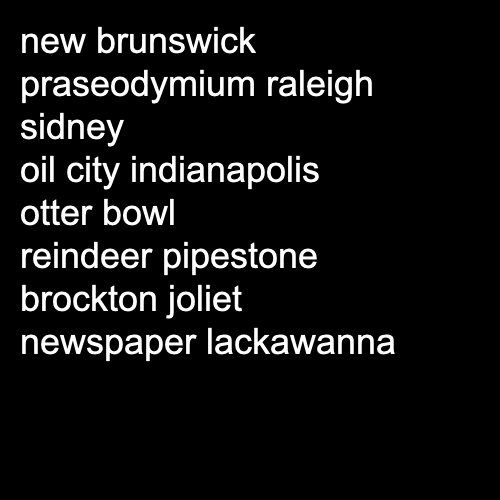 new brunswick
praseodymium raleigh
sidney
oil city indianapolis
otter bowl
reindeer pipestone
brockton joliet
newspaper lackawanna